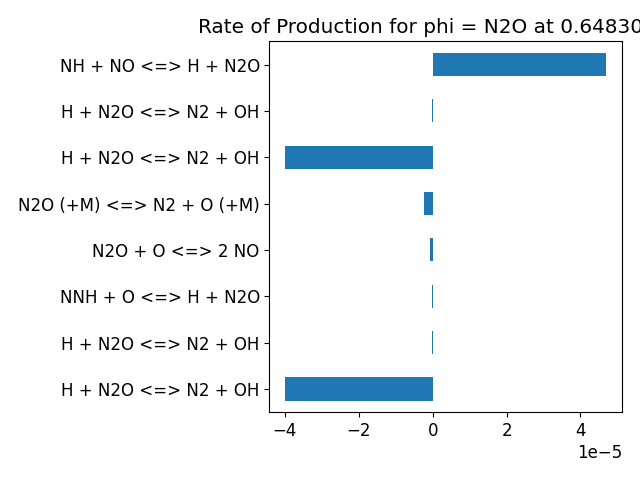 Rate of Production for phi = N2O at 0.64830
NH + NO <=> H + N2O
H + N2O <=> N2 + OH
H + N2O <=> N2 + OH
N2O (+M) <=> N2 + O (+M)
N2O + O <=> 2 NO
NNH + O <=> H + N2O
H + N2O <=> N2 + OH
H + N2O <=> N2 + OH
−4 −2 0 2 4
1e−5